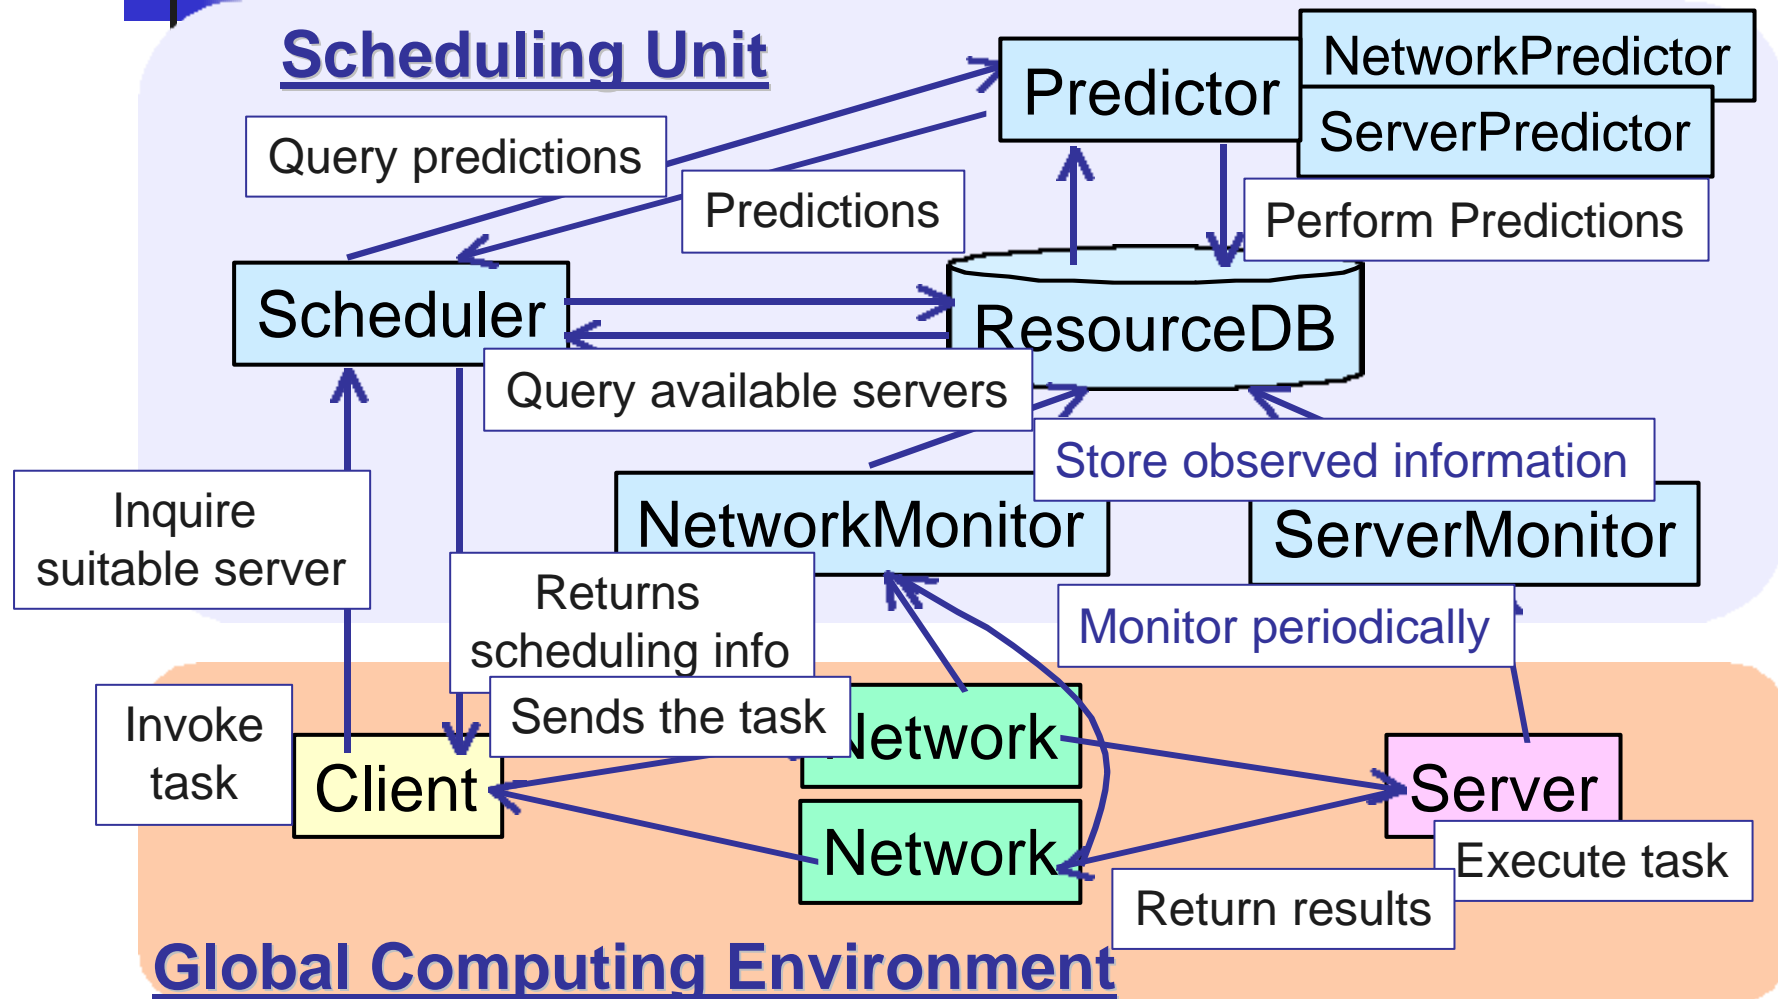 Scheduling Unit
NetworkPredictor
Predictor
ServerPredictor
Query predictions
Predictions
Perform Predictions
Scheduler
ResourceDB
Query available servers
Store observed information
Inquire
suitable server
NetworkMonitor
ServerMonitor
Returns
scheduling info
Monitor periodically
Invoke
task
Sends the task
Network
Client
Server
Network
Execute task
Return results
Global Computing Environment